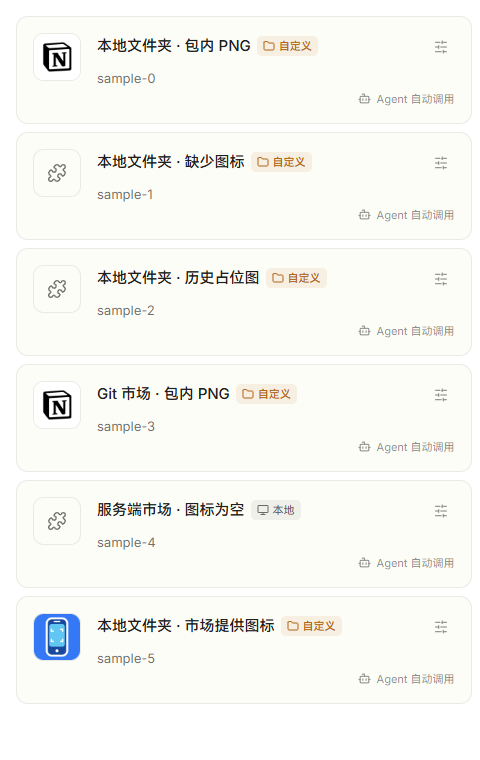 本地文件夹 · 包内 PNG 自定义
sample-0
Agent 自动调用
本地文件夹 · 缺少图标 自定义
sample-1
Agent 自动调用
本地文件夹 · 历史占位图 自定义
sample-2
Agent 自动调用
Git 市场 · 包内 PNG 自定义
sample-3
Agent 自动调用
服务端市场 · 图标为空 本地
sample-4
Agent 自动调用
本地文件夹 · 市场提供图标 自定义
sample-5
Agent 自动调用